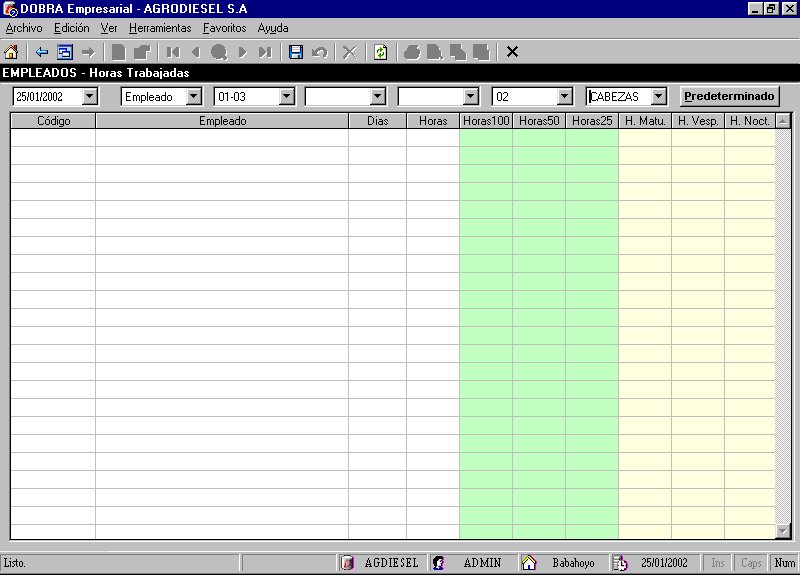 DOBRA Empresarial - AGRODIESEL S.A
Archivo Edición Ver Herramientas Favoritos Ayuda
EMPLEADOS - Horas Trabajadas
25/01/2002 Empleado 01-03 02 CABEZAS Predeterminado
Código Empleado Dias Horas Horas100 Horas50 Horas25 H. Matu. H. Vesp. H. Noct.
Listo. AGDIESEL ADMIN Babahoyo 25/01/2002 Ins Caps Num